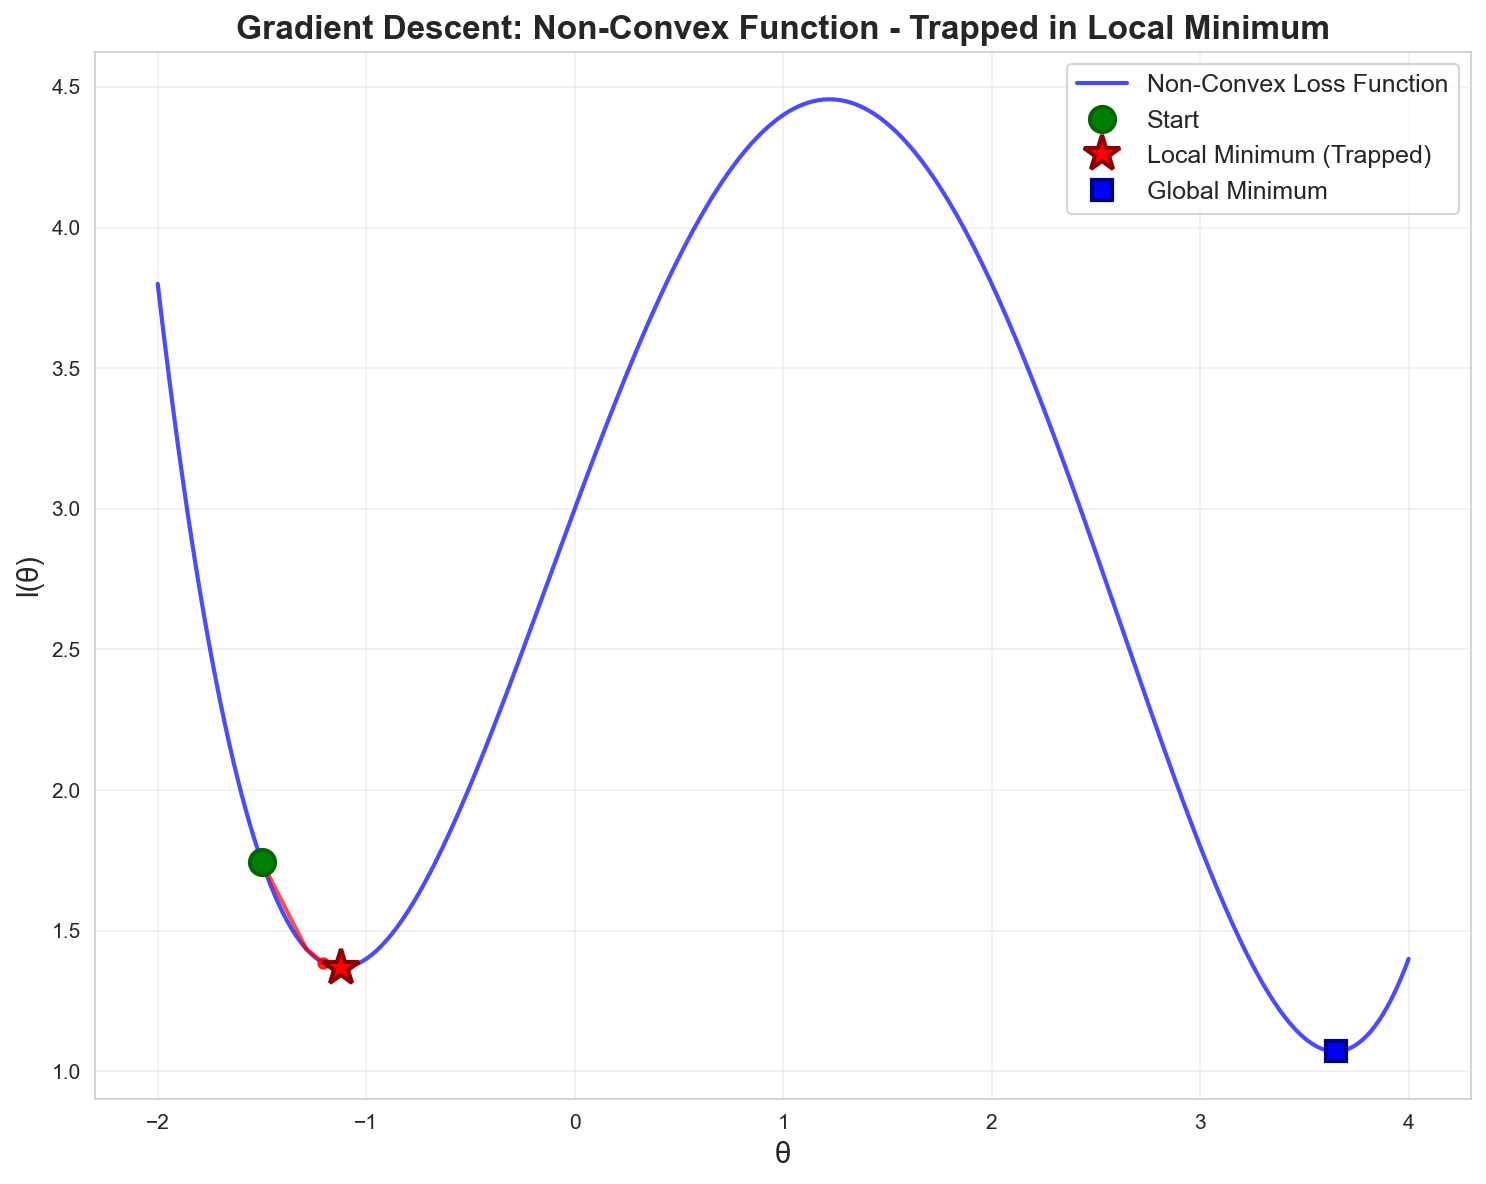 Gradient Descent: Non-Convex Function - Trapped in Local Minimum
Non-Convex Loss Function
Start
Local Minimum (Trapped)
Global Minimum
4.5
4.0
3.5
3.0
2.5
2.0
1.5
1.0
l(θ)
−2
−1
0
1
2
3
4
θ